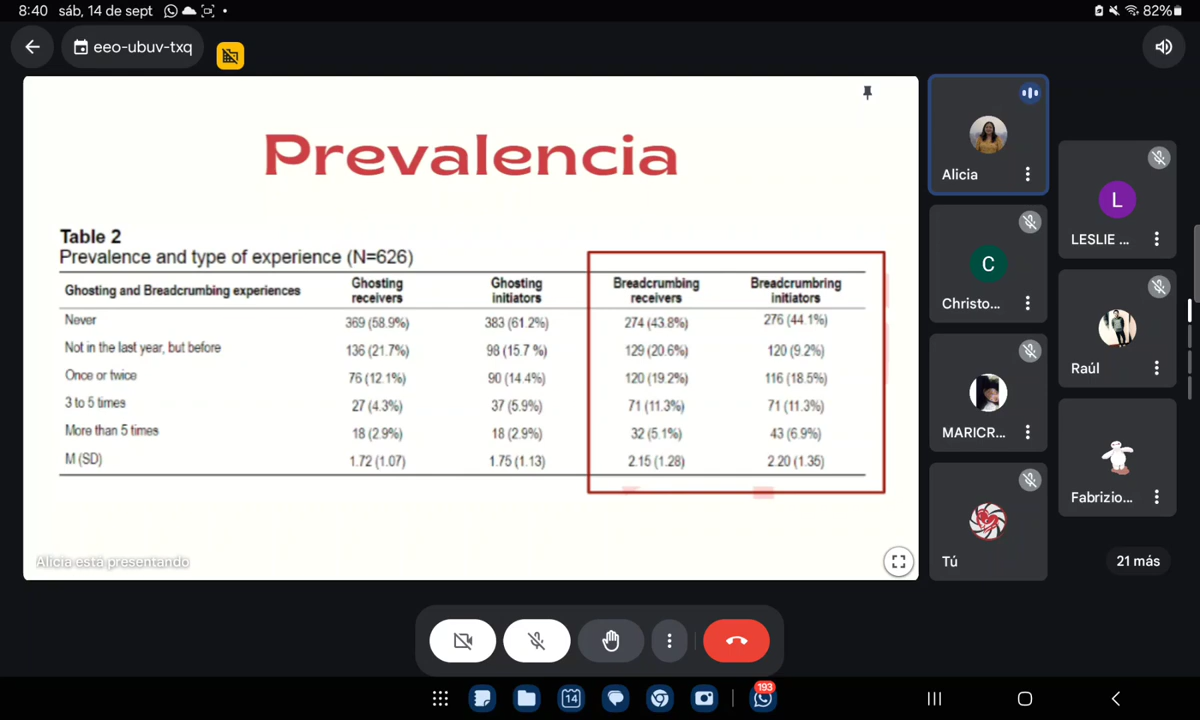 8:40 sáb, 14 de sept
82%
eeo-ubuv-txq
Prevalencia
Table 2
Prevalence and type of experience (N=626)
Ghosting and Breadcrumbing experiences Ghosting receivers Ghosting initiators Breadcrumbing receivers Breadcrumbring initiators
Never 369 (58.9%) 383 (61.2%) 274 (43.8%) 276 (44.1%)
Not in the last year, but before 136 (21.7%) 98 (15.7 %) 129 (20.6%) 120 (9.2%)
Once or twice 76 (12.1%) 90 (14.4%) 120 (19.2%) 116 (18.5%)
3 to 5 times 27 (4.3%) 37 (5.9%) 71 (11.3%) 71 (11.3%)
More than 5 times 18 (2.9%) 18 (2.9%) 32 (5.1%) 43 (6.9%)
M (SD) 1.72 (1.07) 1.75 (1.13) 2.15 (1.28) 2.20 (1.35)
Alicia está presentando
Alicia
L
LESLIE ...
C
Christo...
Raúl
MARICR...
Fabrizio...
Tú
21 más
14
193